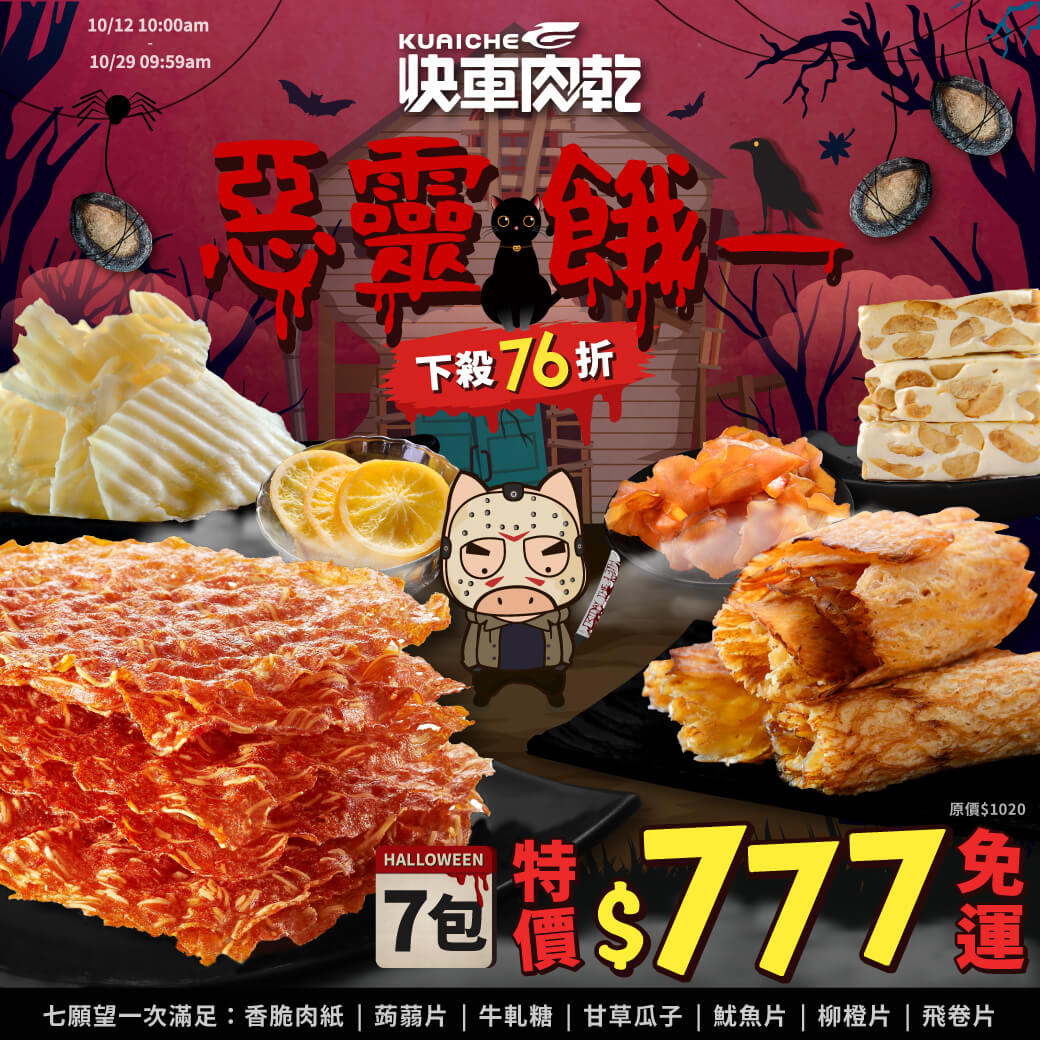 10/12 10:00am
-
10/29 09:59am
KUAICHE
快車肉乾
惡靈餓一
下殺76折
原價$1020
HALLOWEEN
7包
特價
$777
免運
七願望一次滿足：香脆肉紙 | 蒟蒻片 | 牛軋糖 | 甘草瓜子 | 魷魚片 | 柳橙片 | 飛卷片